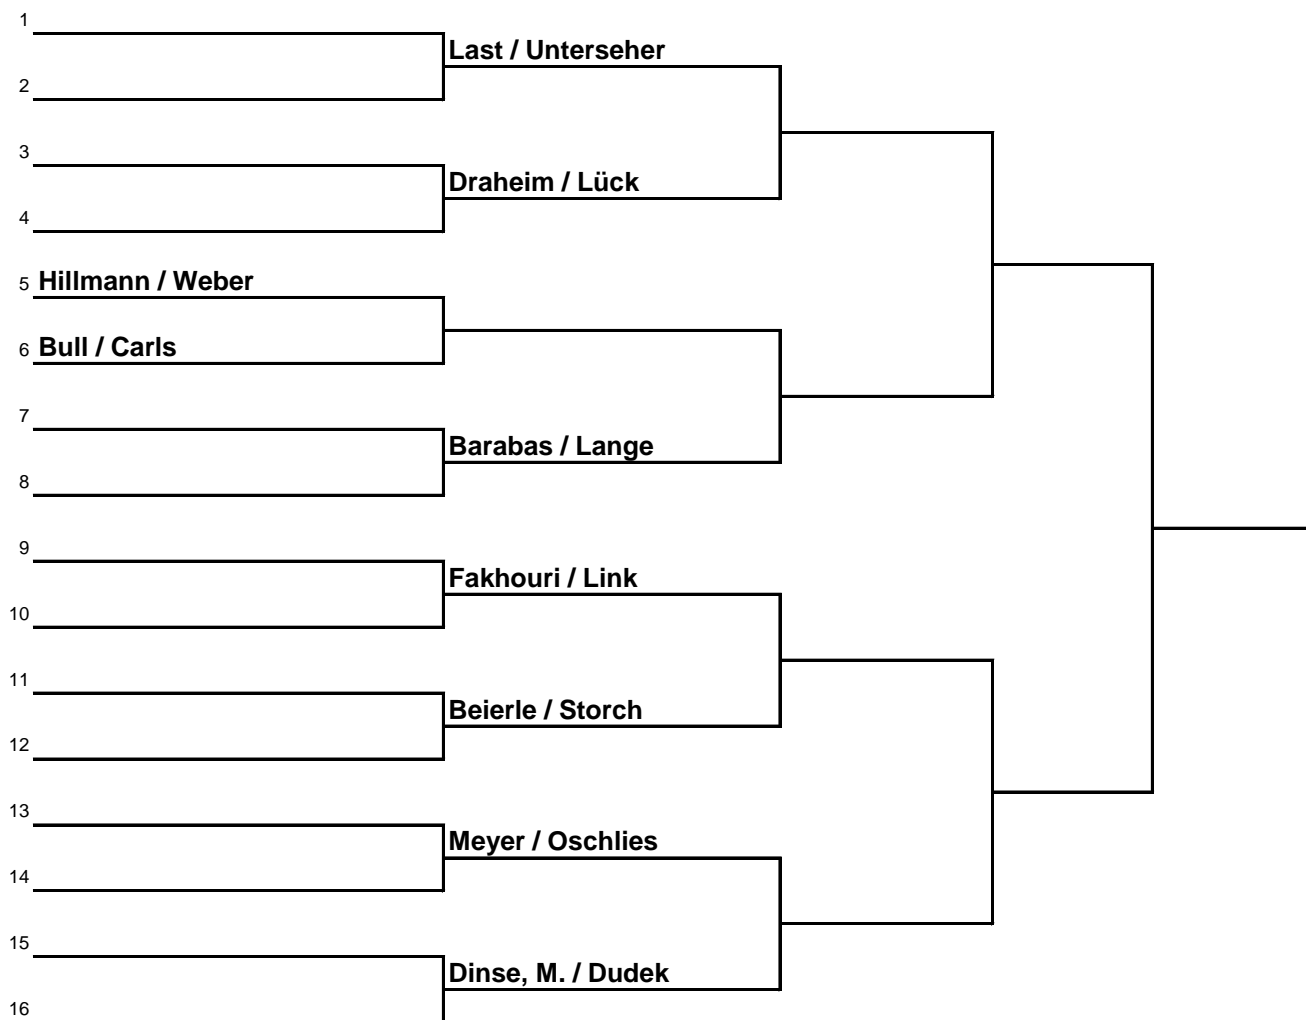 1
Last / Unterseher
2
3
Draheim / Lück
4
5 Hillmann / Weber
6 Bull / Carls
7
Barabas / Lange
8
9
Fakhouri / Link
10
11
Beierle / Storch
12
13
Meyer / Oschlies
14
15
Dinse, M. / Dudek
16